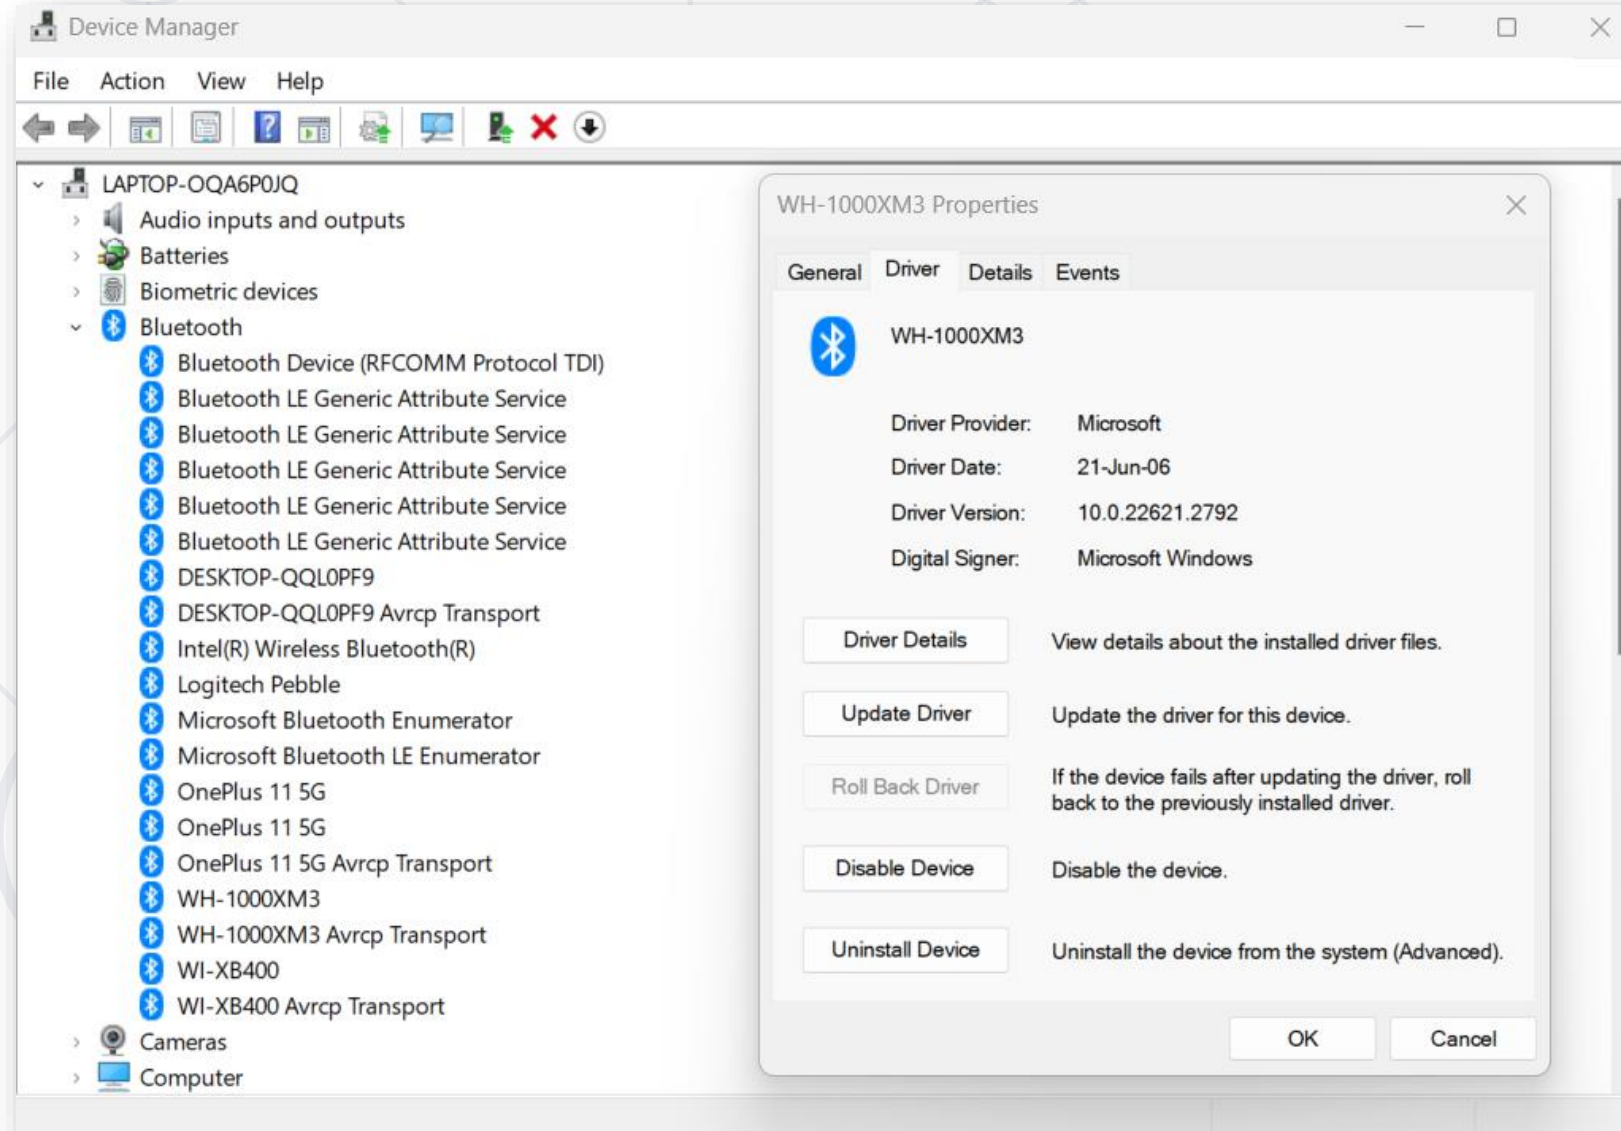 Device Manager
File Action View Help
LAPTOP-OQA6P0JQ
Audio inputs and outputs
Batteries
Biometric devices
Bluetooth
Bluetooth Device (RFCOMM Protocol TDI)
Bluetooth LE Generic Attribute Service
Bluetooth LE Generic Attribute Service
Bluetooth LE Generic Attribute Service
Bluetooth LE Generic Attribute Service
Bluetooth LE Generic Attribute Service
DESKTOP-QQL0PF9
DESKTOP-QQL0PF9 Avrcp Transport
Intel(R) Wireless Bluetooth(R)
Logitech Pebble
Microsoft Bluetooth Enumerator
Microsoft Bluetooth LE Enumerator
OnePlus 11 5G
OnePlus 11 5G
OnePlus 11 5G Avrcp Transport
WH-1000XM3
WH-1000XM3 Avrcp Transport
WI-XB400
WI-XB400 Avrcp Transport
Cameras
Computer
WH-1000XM3 Properties
General Driver Details Events
WH-1000XM3
Driver Provider: Microsoft
Driver Date: 21-Jun-06
Driver Version: 10.0.22621.2792
Digital Signer: Microsoft Windows
Driver Details View details about the installed driver files.
Update Driver Update the driver for this device.
Roll Back Driver If the device fails after updating the driver, roll
back to the previously installed driver.
Disable Device Disable the device.
Uninstall Device Uninstall the device from the system (Advanced).
OK Cancel